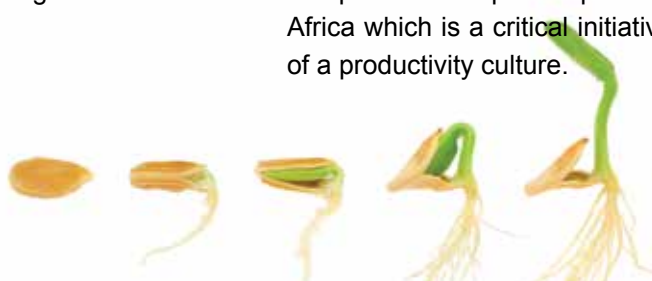 Africa which is a critical initiativ
of a productivity culture.